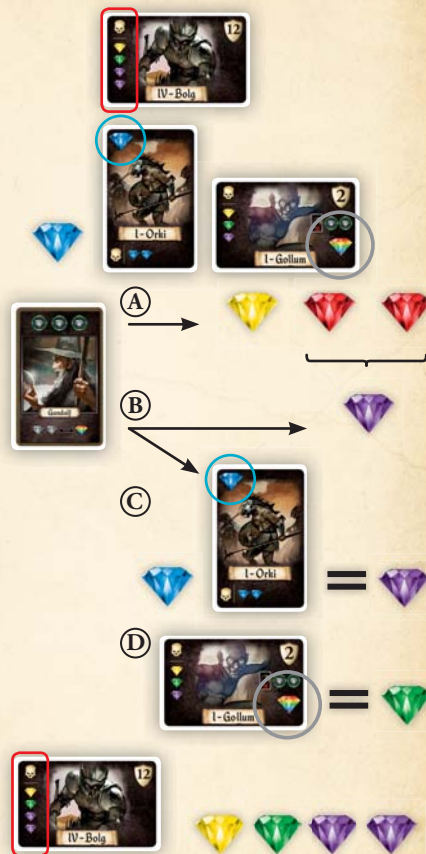 12
IV-Bolg
I-Orki
2
I-Gollum
A
Gandalf
B
C
I-Orki
=
D
2
I-Gollum
=
12
IV-Bolg